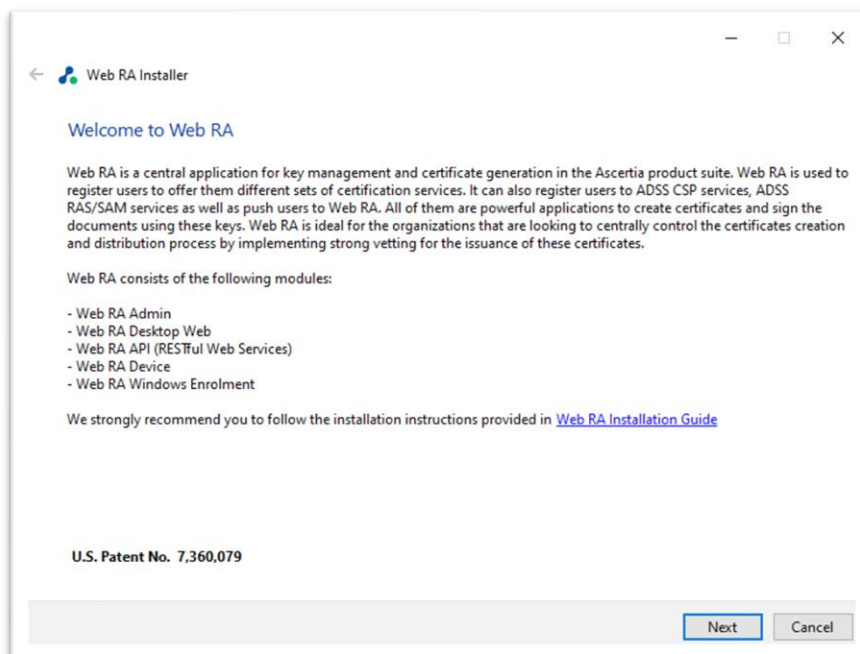 Web RA Installer
Welcome to Web RA
Web RA is a central application for key management and certificate generation in the Ascertia product suite. Web RA is used to
register users to offer them different sets of certification services. It can also register users to ADSS CSP services, ADSS
RAS/SAM services as well as push users to Web RA. All of them are powerful applications to create certificates and sign the
documents using these keys. Web RA is ideal for the organizations that are looking to centrally control the certificates creation
and distribution process by implementing strong vetting for the issuance of these certificates.
Web RA consists of the following modules:
- Web RA Admin
- Web RA Desktop Web
- Web RA API (RESTful Web Services)
- Web RA Device
- Web RA Windows Enrolment
We strongly recommend you to follow the installation instructions provided in Web RA Installation Guide
U.S. Patent No. 7,360,079
Next Cancel